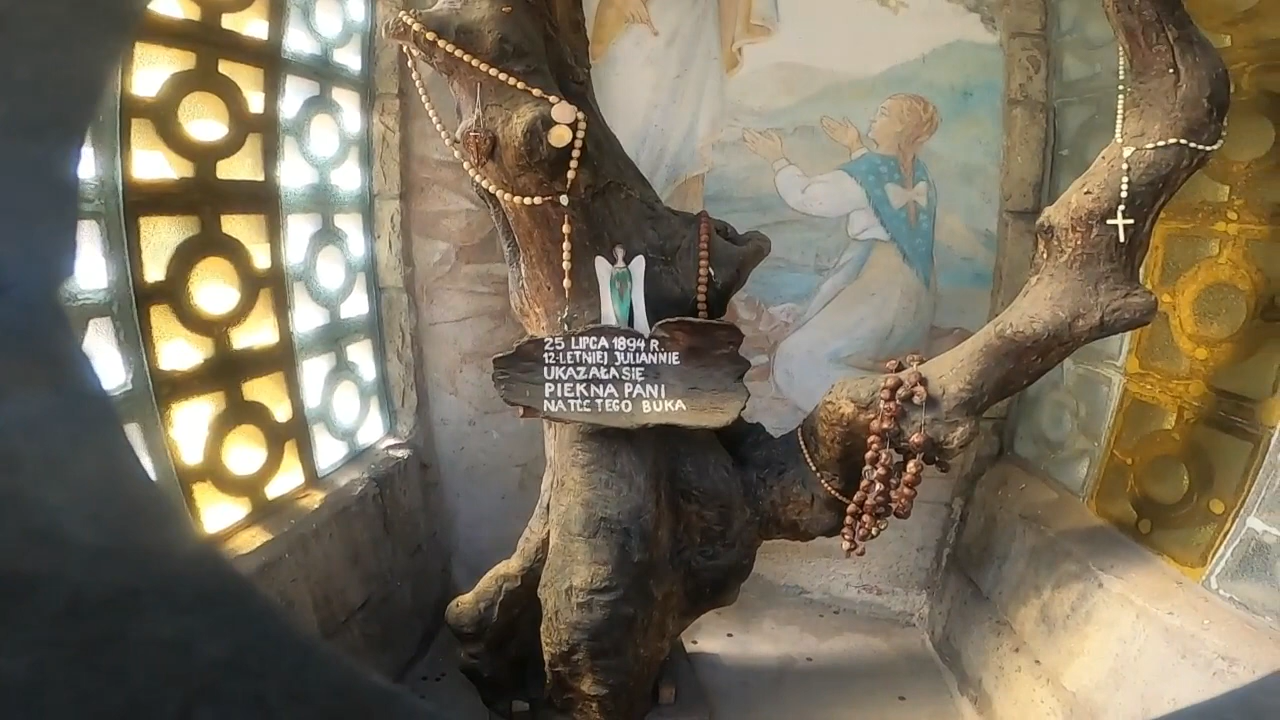 25 LIPCA 1894 R.
12-LETNIEJ JULIANNIE
UKAZAŁA SIĘ
PIĘKNA PANI
NA TLE TEGO BUKA